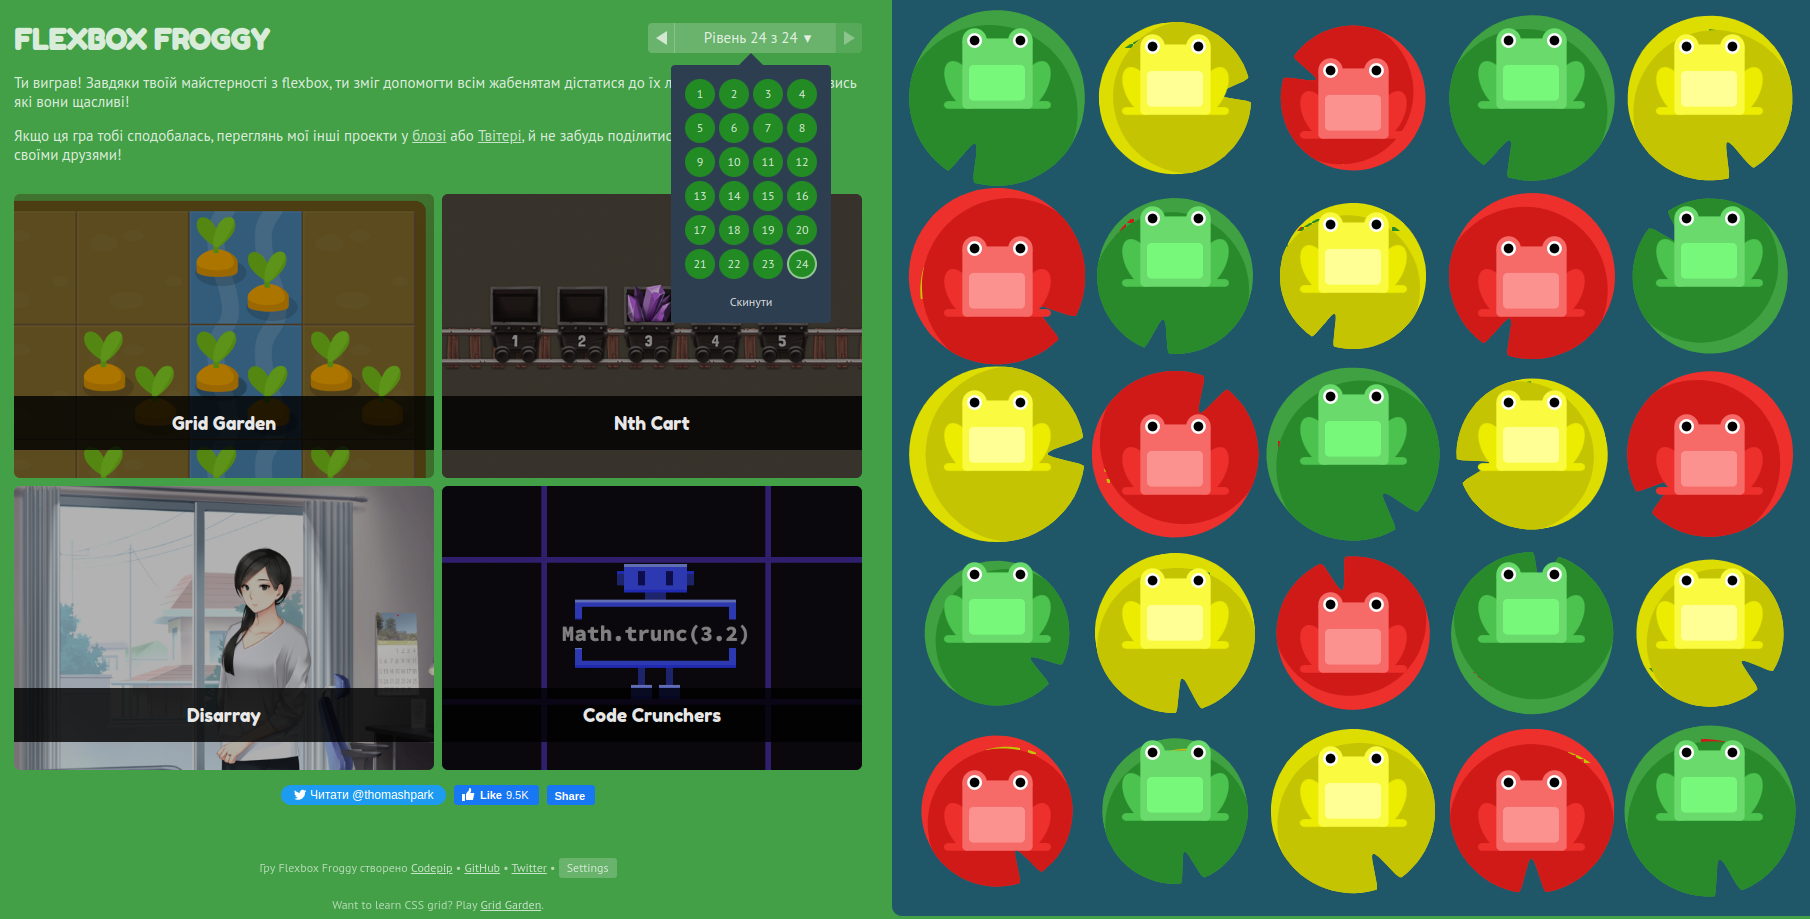 FLEXBOX FROGGY
Рівень 24 з 24 ▼
Ти виграв! Завдяки твоїй майстерності з flexbox, ти зміг допомогти всім жабенятам дістатися до їх л
вись
які вони щасливі!
Якщо ця гра тобі сподобалась, переглянь мої інші проекти у блозі або Твітері, й не забудь поділитис
своїми друзями!
1 2 3 4
5 6 7 8
9 10 11 12
13 14 15 16
17 18 19 20
21 22 23 24
Скинути
1 2 3 4 5
Grid Garden
Nth Cart
Math.trunc(3.2)
Disarray
Code Crunchers
Читати @thomashpark
Like 9.5K
Share
Гру Flexbox Froggy створено Codepip • GitHub • Twitter • Settings
Want to learn CSS grid? Play Grid Garden.